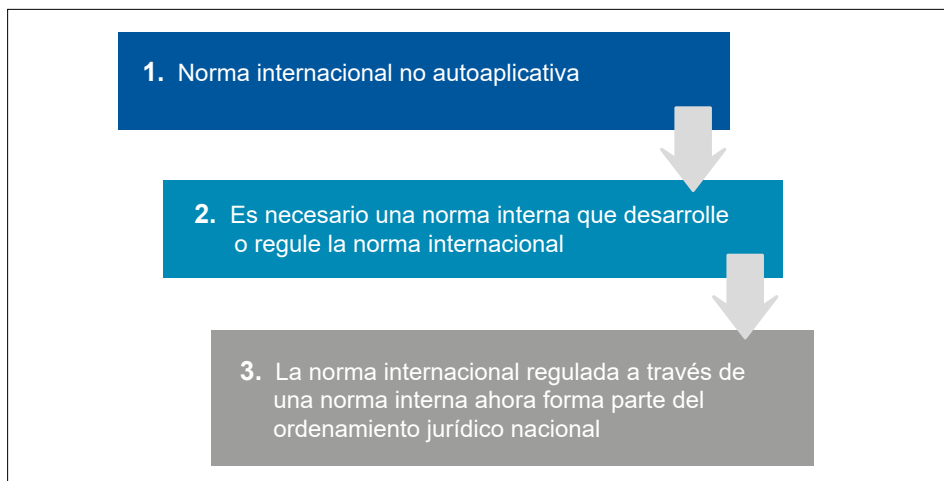 1. Norma internacional no autoaplicativa
2. Es necesario una norma interna que desarrolle
o regule la norma internacional
3. La norma internacional regulada a través de
una norma interna ahora forma parte del
ordenamiento jurídico nacional